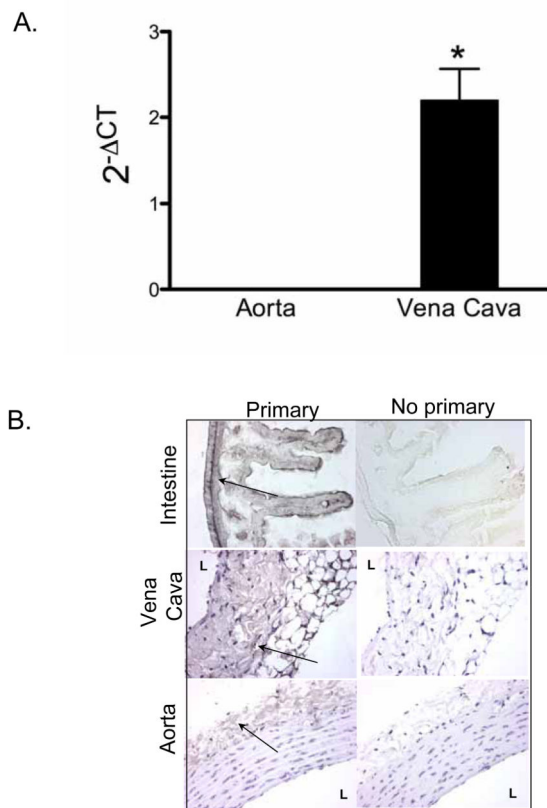 A.
3
*
2
2-ΔCT
1
0
Aorta Vena Cava
B.
Primary No primary
Intestine
L L
Vena
Cava
Aorta
L L